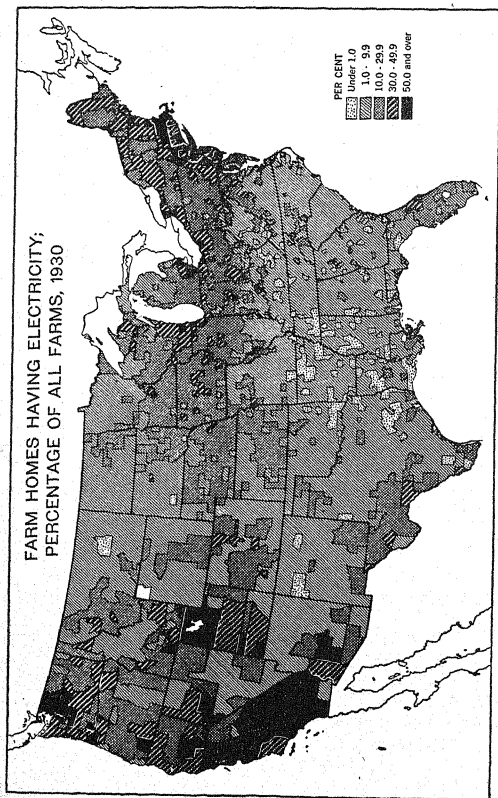 FARM HOMES HAVING ELECTRICITY;
PERCENTAGE OF ALL FARMS, 1930
PER CENT
Under 1.0
1.0 - 9.9
10.0 - 29.9
30.0 - 49.9
50.0 and over